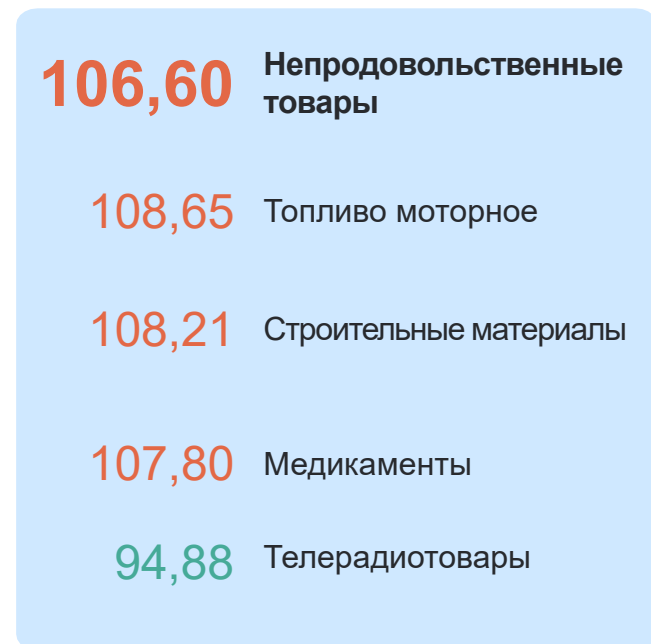 106,60 Непродовольственные
товары
108,65 Топливо моторное
108,21 Строительные материалы
107,80 Медикаменты
94,88 Телерадиотовары